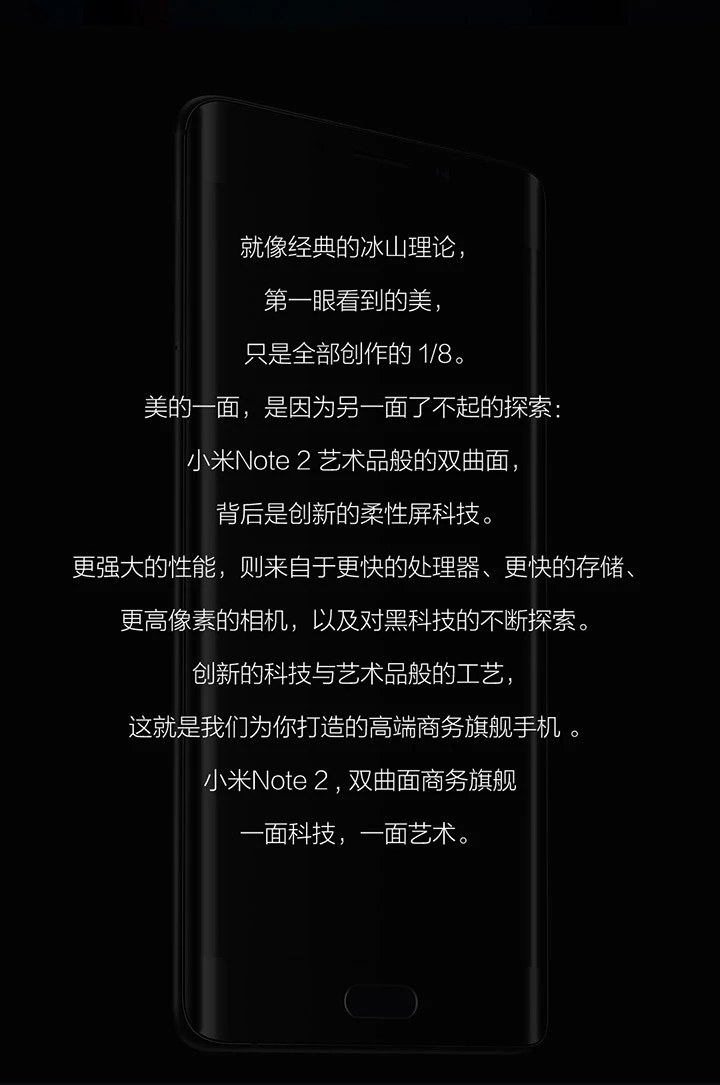 就像经典的冰山理论，
第一眼看到的美，
只是全部创作的 1/8。
美的一面，是因为另一面了不起的探索：
小米Note 2 艺术品般的双曲面，
背后是创新的柔性屏科技。
更强大的性能，则来自于更快的处理器、更快的存储、
更高像素的相机，以及对黑科技的不断探索。
创新的科技与艺术品般的工艺，
这就是我们为你打造的高端商务旗舰手机 。
小米Note 2 , 双曲面商务旗舰
一面科技，一面艺术。